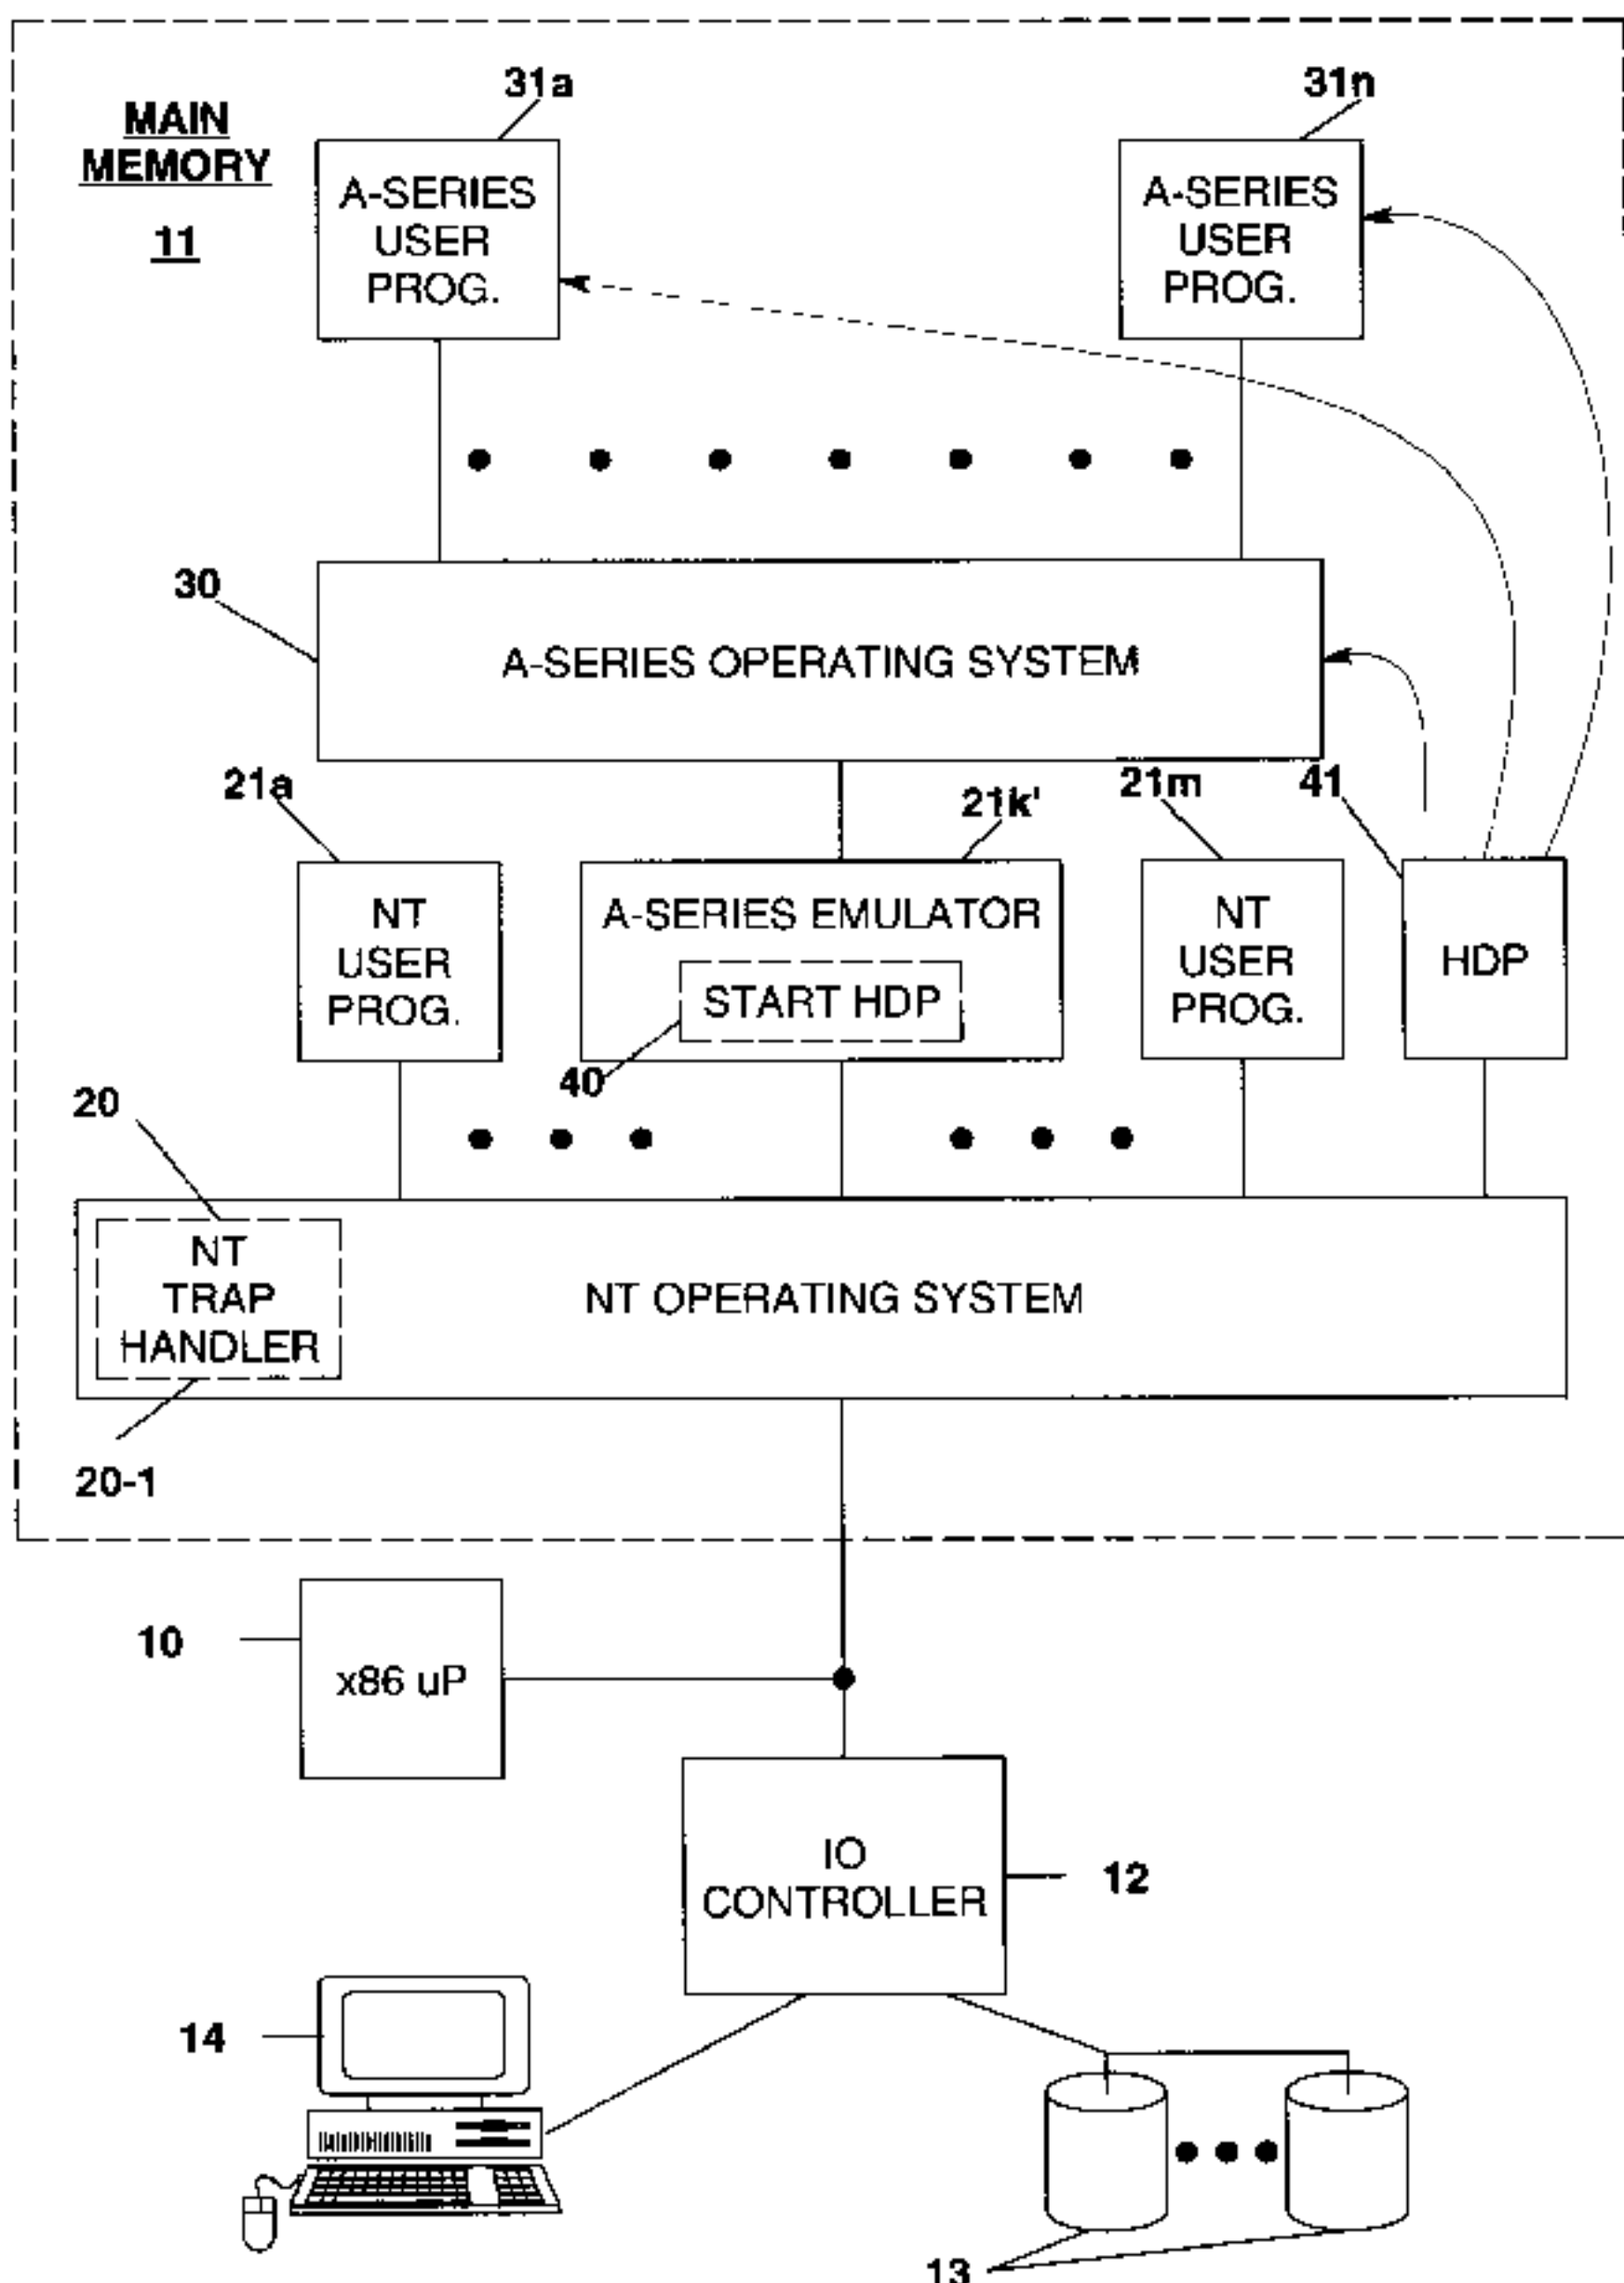 31a
31n
MAIN
MEMORY
11
A-SERIES
USER
PROG.
A-SERIES
USER
PROG.
30
A-SERIES OPERATING SYSTEM
21a
21k'
21m
41
NT
USER
PROG.
A-SERIES EMULATOR
START HDP
NT
USER
PROG.
HDP
40
20
NT
TRAP
HANDLER
NT OPERATING SYSTEM
20-1
10
x86 uP
IO
CONTROLLER
12
14
13